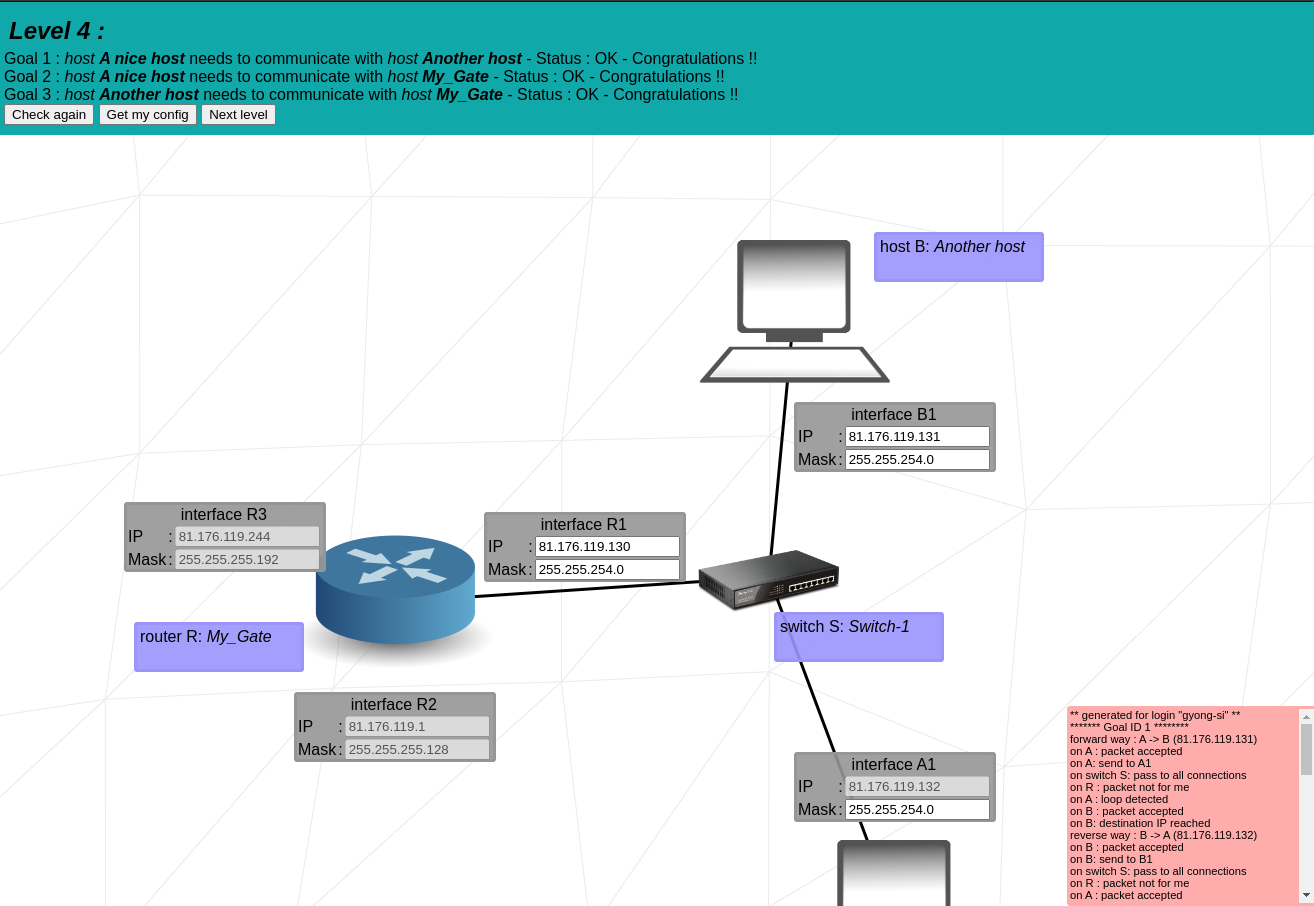 Level 4 :
Goal 1 : host A nice host needs to communicate with host Another host - Status : OK - Congratulations !!
Goal 2 : host A nice host needs to communicate with host My_Gate - Status : OK - Congratulations !!
Goal 3 : host Another host needs to communicate with host My_Gate - Status : OK - Congratulations !!
Check again Get my config Next level
host B: Another host
interface B1
IP : 81.176.119.131
Mask : 255.255.254.0
interface R3
IP : 81.176.119.244
Mask : 255.255.255.192
interface R1
IP : 81.176.119.130
Mask : 255.255.254.0
router R: My_Gate
switch S: Switch-1
interface R2
IP : 81.176.119.1
Mask : 255.255.255.128
interface A1
IP : 81.176.119.132
Mask : 255.255.254.0
** generated for login "gyong-si" **
******* Goal ID 1 ********
forward way : A -> B (81.176.119.131)
on A : packet accepted
on A: send to A1
on switch S: pass to all connections
on R : packet not for me
on A : loop detected
on B : packet accepted
on B: destination IP reached
reverse way : B -> A (81.176.119.132)
on B : packet accepted
on B: send to B1
on switch S: pass to all connections
on R : packet not for me
on A : packet accepted